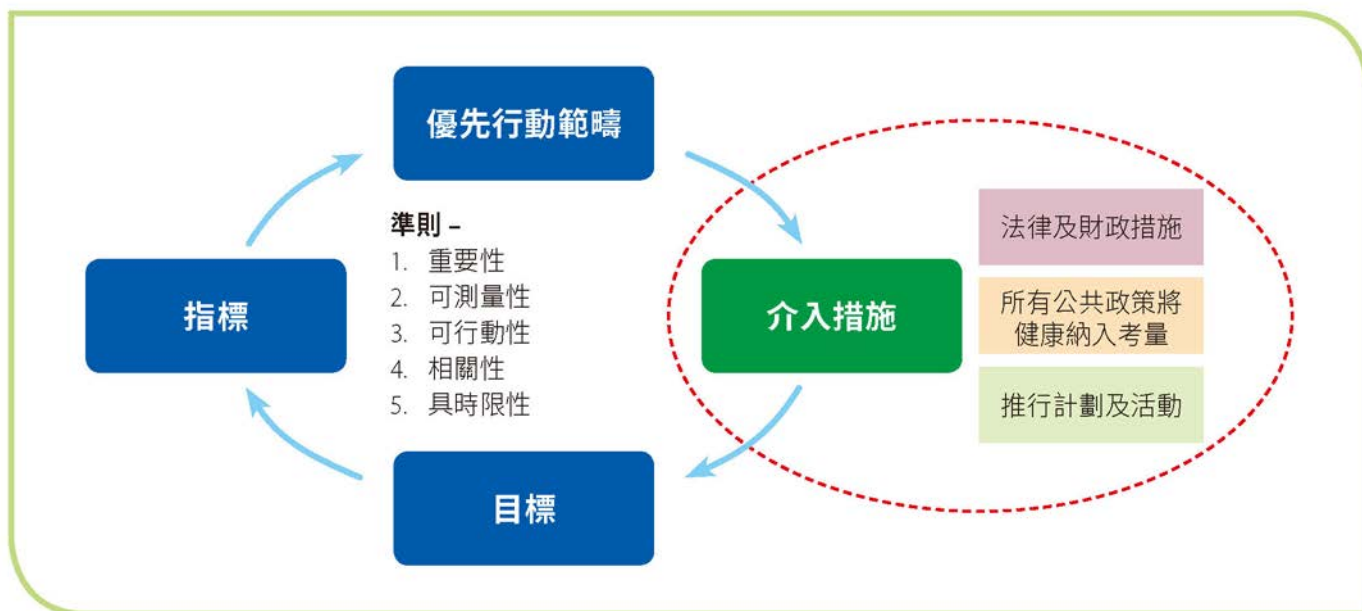 優先行動範疇
準則 –
1. 重要性
2. 可測量性
3. 可行動性
4. 相關性
5. 具時限性
指標
介入措施
法律及財政措施
所有公共政策將
健康納入考量
推行計劃及活動
目標